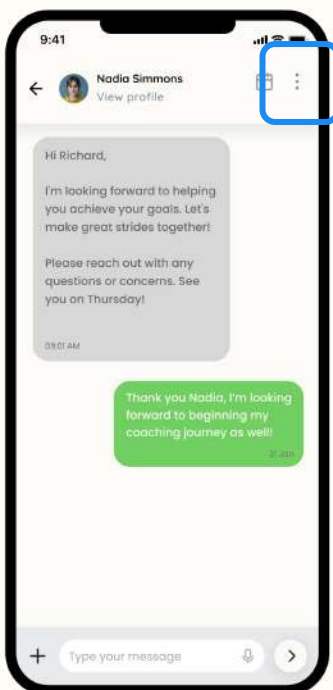 9:41
Nadia Simmons
View profile
Hi Richard,
I'm looking forward to helping
you achieve your goals. Let's
make great strides together!
Please reach out with any
questions or concerns. See
you on Thursday!
09:01 AM
Thank you Nadia, I'm looking
forward to beginning my
coaching journey as well!
21 Jan
Type your message